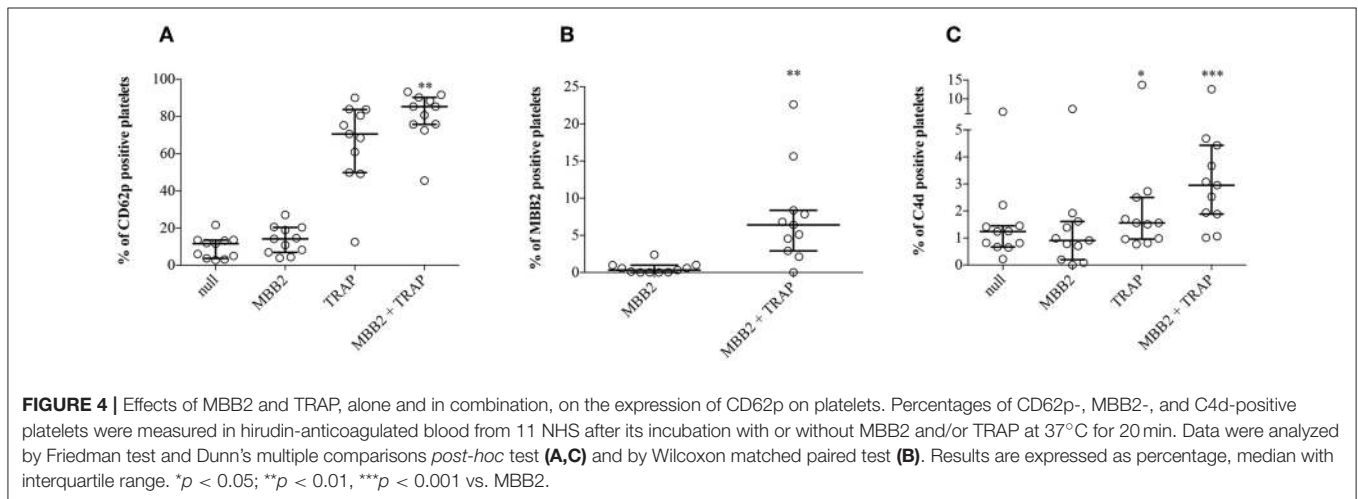 A
% of CD62p positive platelets
100
80
60
40
20
0
**
null
MBB2
TRAP
MBB2 + TRAP
B
% of MBB2 positive platelets
25
20
15
10
5
0
**
MBB2
MBB2 + TRAP
C
% of C4d positive platelets
15
10
5
4
3
2
1
0
*
***
null
MBB2
TRAP
MBB2 + TRAP
FIGURE 4 | Effects of MBB2 and TRAP, alone and in combination, on the expression of CD62p on platelets. Percentages of CD62p-, MBB2-, and C4d-positive
platelets were measured in hirudin-anticoagulated blood from 11 NHS after its incubation with or without MBB2 and/or TRAP at 37°C for 20 min. Data were analyzed
by Friedman test and Dunn's multiple comparisons post-hoc test (A,C) and by Wilcoxon matched paired test (B). Results are expressed as percentage, median with
interquartile range. *p < 0.05; **p < 0.01, ***p < 0.001 vs. MBB2.